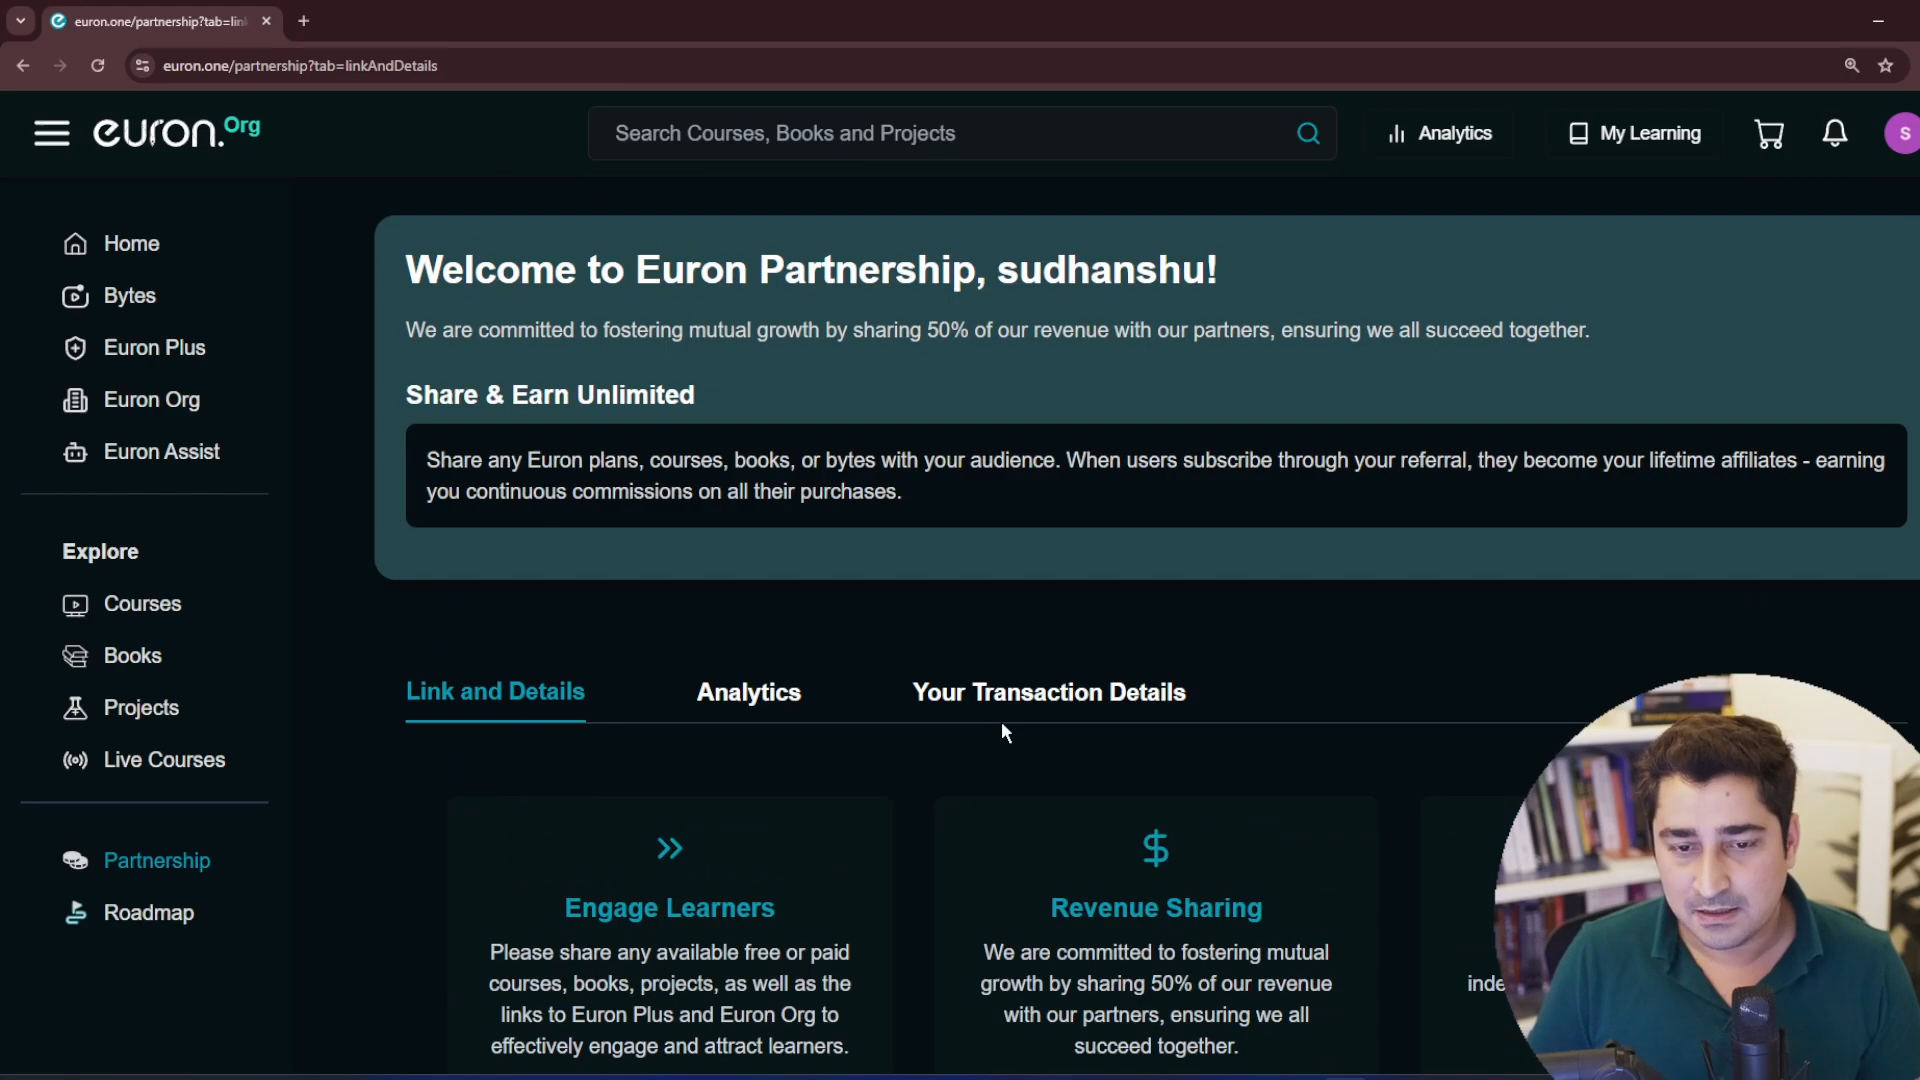 euron.one/partnership?tab=lin
euron.one/partnership?tab=linkAndDetails
euron.Org
Search Courses, Books and Projects
Analytics
My Learning
S
Home
Bytes
Euron Plus
Euron Org
Euron Assist
Explore
Courses
Books
Projects
Live Courses
Partnership
Roadmap
Welcome to Euron Partnership, sudhanshu!
We are committed to fostering mutual growth by sharing 50% of our revenue with our partners, ensuring we all succeed together.
Share & Earn Unlimited
Share any Euron plans, courses, books, or bytes with your audience. When users subscribe through your referral, they become your lifetime affiliates - earning
you continuous commissions on all their purchases.
Link and Details
Analytics
Your Transaction Details
Engage Learners
Please share any available free or paid
courses, books, projects, as well as the
links to Euron Plus and Euron Org to
effectively engage and attract learners.
Revenue Sharing
We are committed to fostering mutual
growth by sharing 50% of our revenue
with our partners, ensuring we all
succeed together.
inde